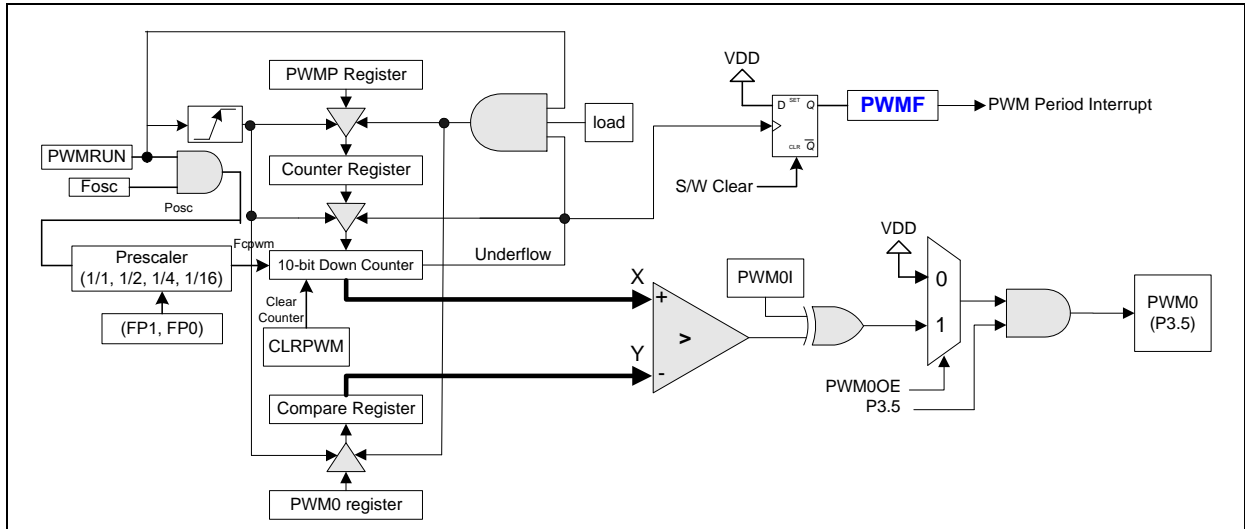 PWMP Register
VDD
D SET Q
CLR Q
PWMF
PWM Period Interrupt
load
PWMRUN
Fosc
Posc
Counter Register
S/W Clear
Fcpwm
Prescaler
(1/1, 1/2, 1/4, 1/16)
10-bit Down Counter
Underflow
(FP1, FP0)
Clear
Counter
CLRPWM
X
+
Y
-
>
PWM0I
VDD
0
1
PWM0
(P3.5)
PWM0OE
P3.5
Compare Register
PWM0 register